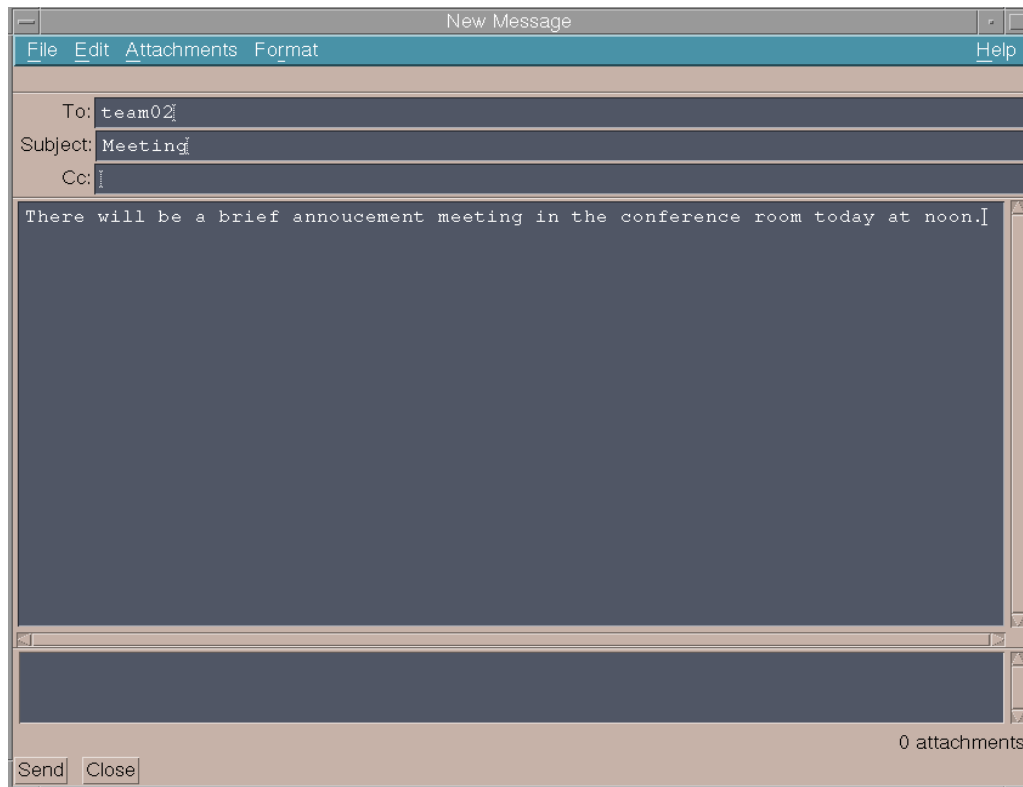 New Message
File Edit Attachments Format Help
To: team02
Subject: Meeting
Cc:
There will be a brief annoucement meeting in the conference room today at noon.
0 attachments
Send Close